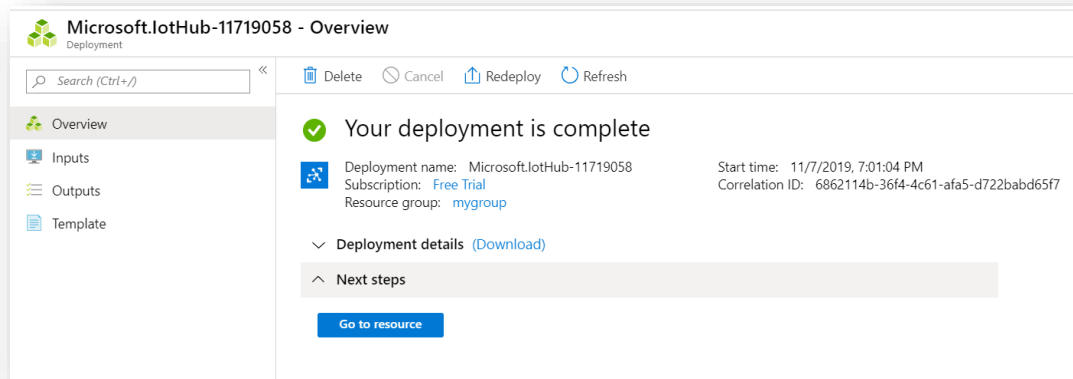 Microsoft.IotHub-11719058 - Overview
Deployment
Search (Ctrl+/)
«
Overview
Inputs
Outputs
Template
Delete Cancel Redeploy Refresh
Your deployment is complete
Deployment name: Microsoft.IotHub-11719058
Subscription: Free Trial
Resource group: mygroup
Start time: 11/7/2019, 7:01:04 PM
Correlation ID: 6862114b-36f4-4c61-afa5-d722babd65f7
Deployment details (Download)
Next steps
Go to resource